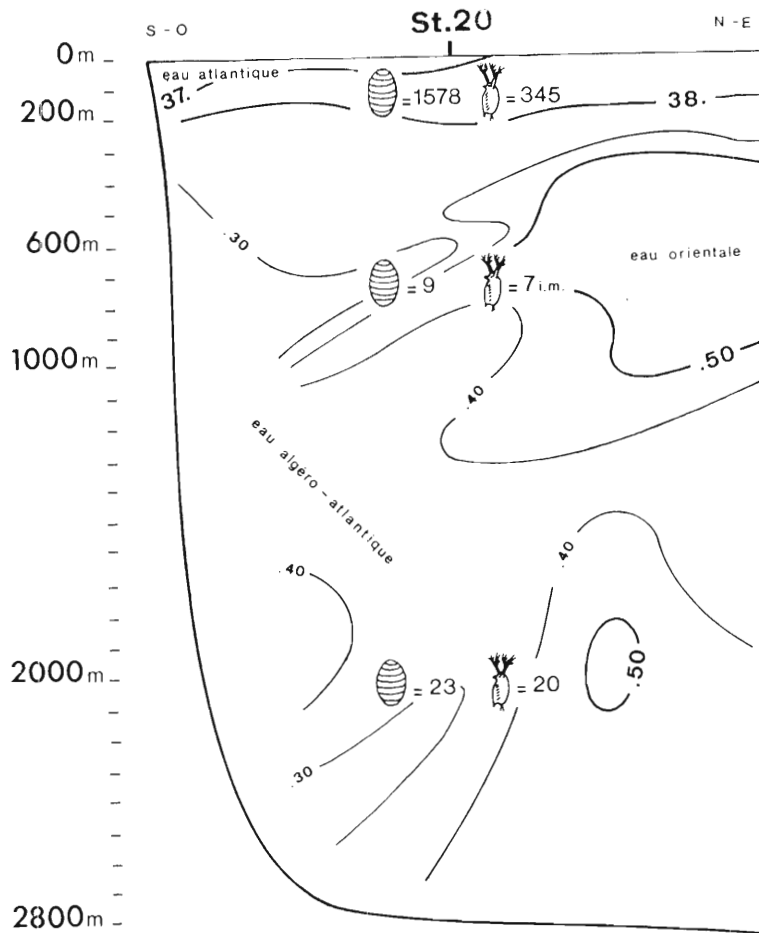 S - O St.20 N - E
0m
eau atlantique
37. =1578 =345 38.
200m
.30
600m
eau orientale
=9 =7 i.m.
1000m .50
.40
eau algéro-atlantique
.40
.40
2000m =23 =20 .50
.30
2800m